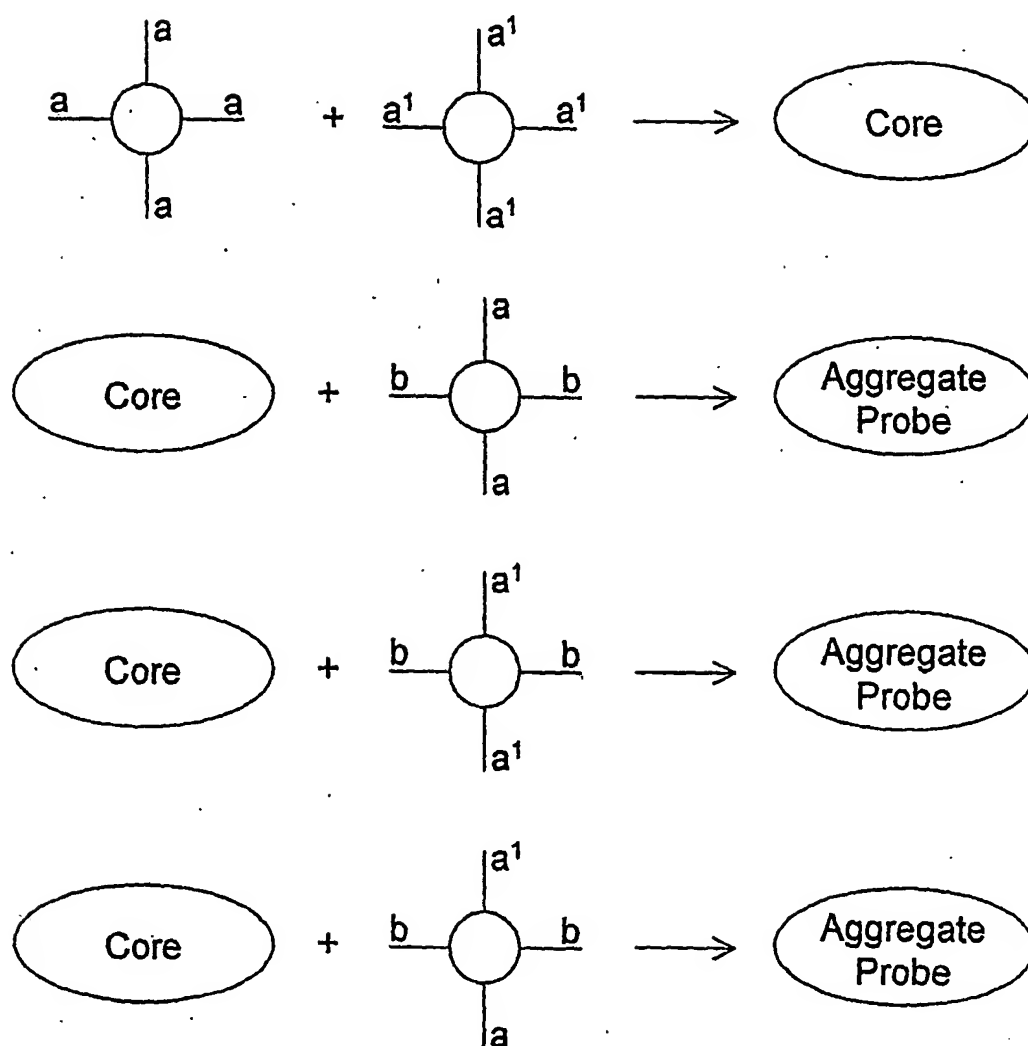 a
a a + a¹ a¹ → Core
a¹
a a¹
a
Core + b b → Aggregate
Probe
a
a¹
Core + b b → Aggregate
Probe
a¹
a¹
Core + b b → Aggregate
Probe
a